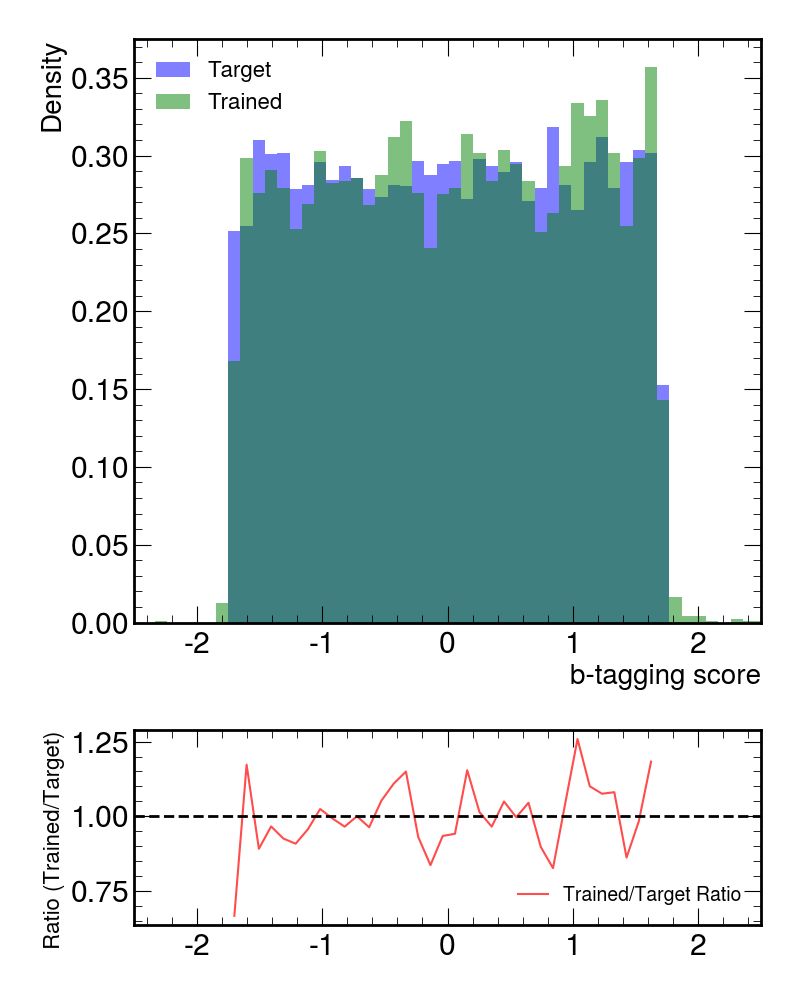 Density
0.35
0.30
0.25
0.20
0.15
0.10
0.05
0.00
Target
Trained
-2 -1 0 1 2
b-tagging score
Ratio (Trained/Target)
1.25
1.00
0.75
Trained/Target Ratio
-2 -1 0 1 2